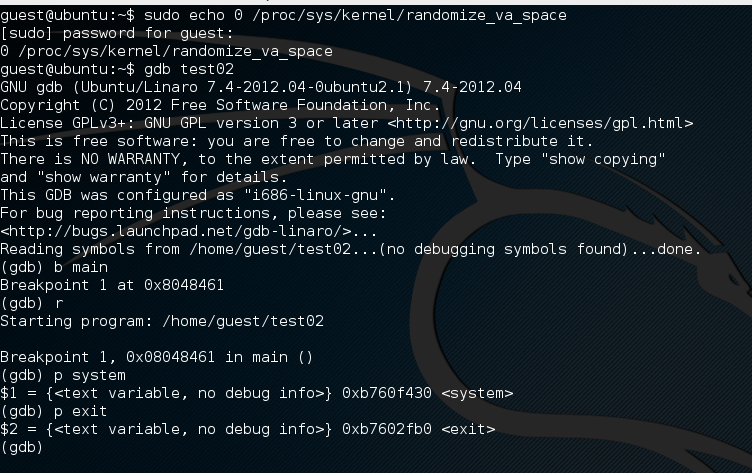 guest@ubuntu:~$ sudo echo 0 /proc/sys/kernel/randomize_va_space
[sudo] password for guest:
0 /proc/sys/kernel/randomize_va_space
guest@ubuntu:~$ gdb test02
GNU gdb (Ubuntu/Linaro 7.4-2012.04-0ubuntu2.1) 7.4-2012.04
Copyright (C) 2012 Free Software Foundation, Inc.
License GPLv3+: GNU GPL version 3 or later <http://gnu.org/licenses/gpl.html>
This is free software: you are free to change and redistribute it.
There is NO WARRANTY, to the extent permitted by law.  Type "show copying"
and "show warranty" for details.
This GDB was configured as "i686-linux-gnu".
For bug reporting instructions, please see:
<http://bugs.launchpad.net/gdb-linaro/>...
Reading symbols from /home/guest/test02...(no debugging symbols found)...done.
(gdb) b main
Breakpoint 1 at 0x8048461
(gdb) r
Starting program: /home/guest/test02
Breakpoint 1, 0x08048461 in main ()
(gdb) p system
$1 = {<text variable, no debug info>} 0xb760f430 <system>
(gdb) p exit
$2 = {<text variable, no debug info>} 0xb7602fb0 <exit>
(gdb)